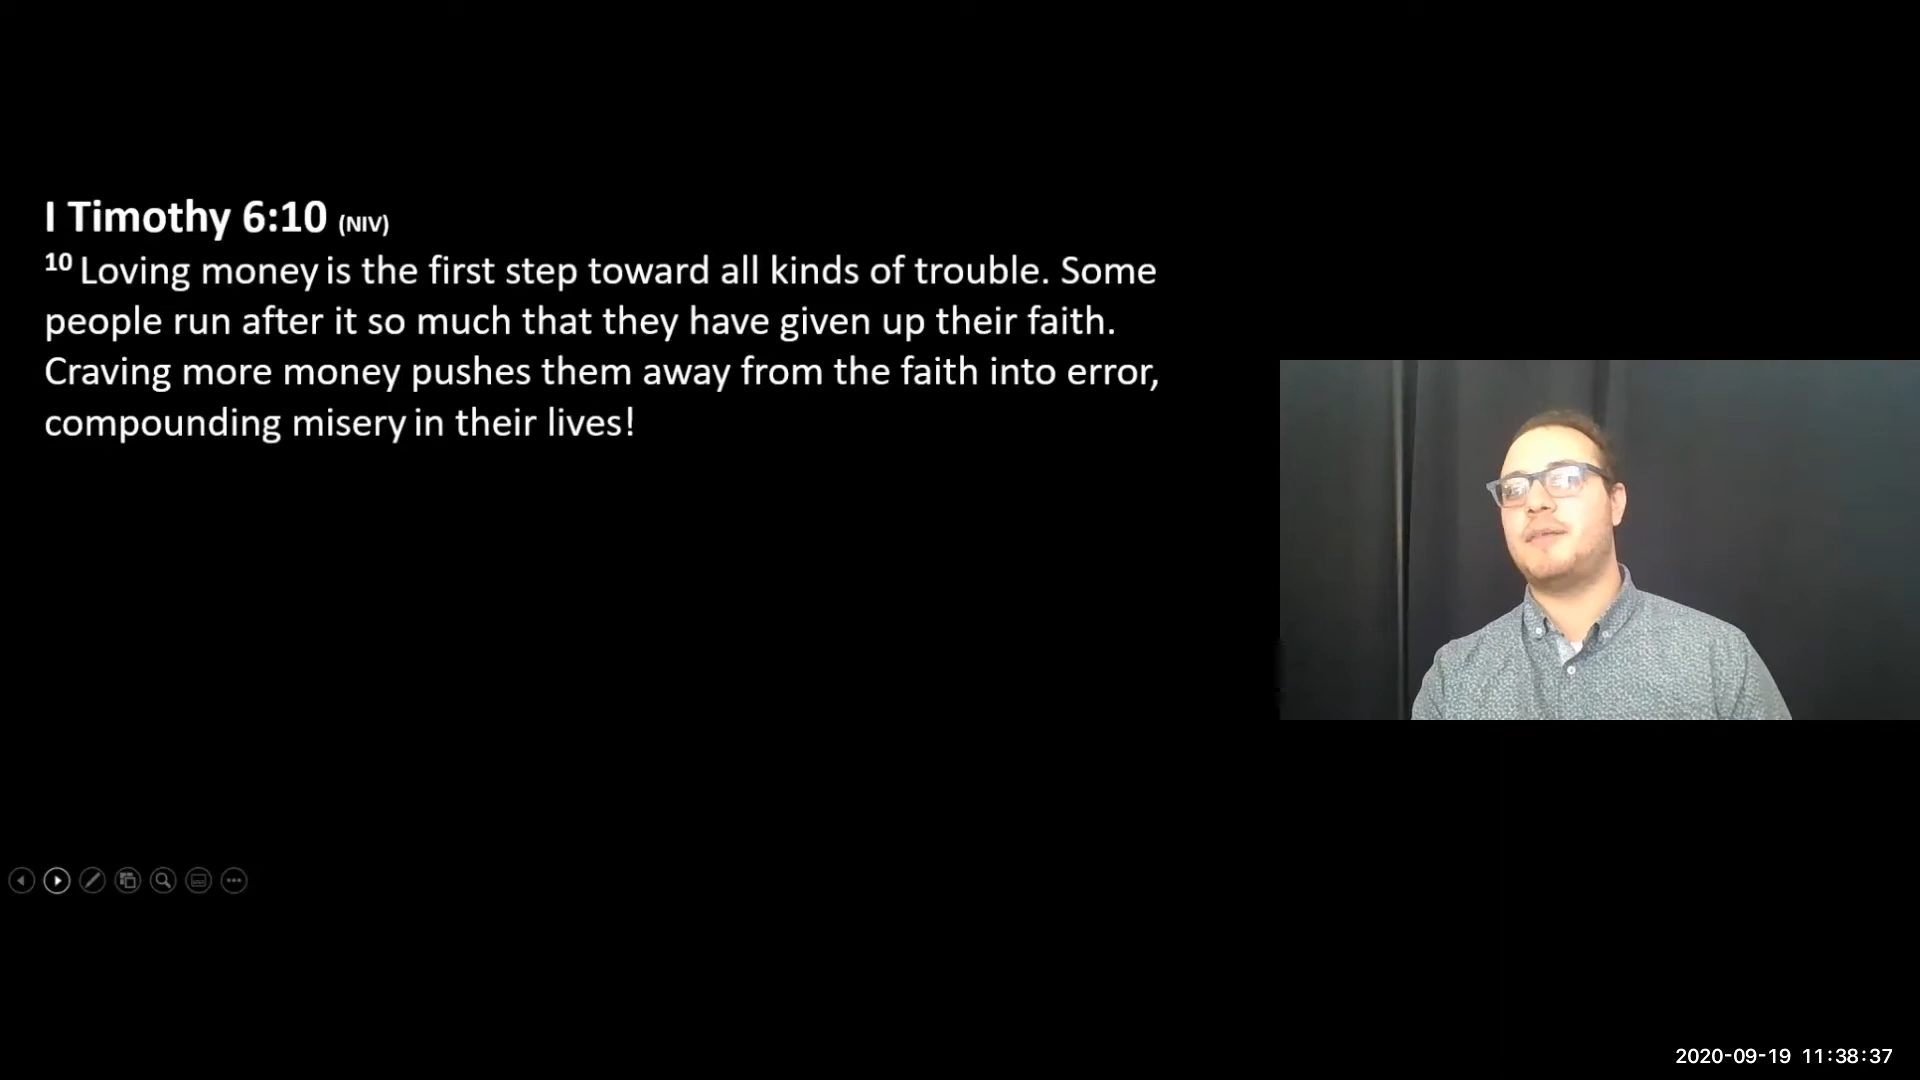 I Timothy 6:10 (NIV)
10 Loving money is the first step toward all kinds of trouble. Some
people run after it so much that they have given up their faith.
Craving more money pushes them away from the faith into error,
compounding misery in their lives!
2020-09-19 11:38:37